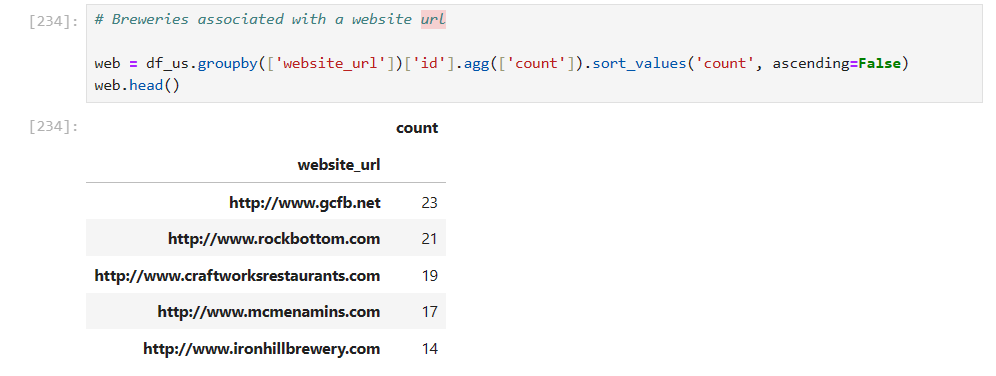 [234]: # Breweries associated with a website url
web = df_us.groupby(['website_url'])['id'].agg(['count']).sort_values('count', ascending=False)
web.head()
[234]: count
website_url
http://www.gcfb.net 23
http://www.rockbottom.com 21
http://www.craftworksrestaurants.com 19
http://www.mcmenamins.com 17
http://www.ironhillbrewery.com 14